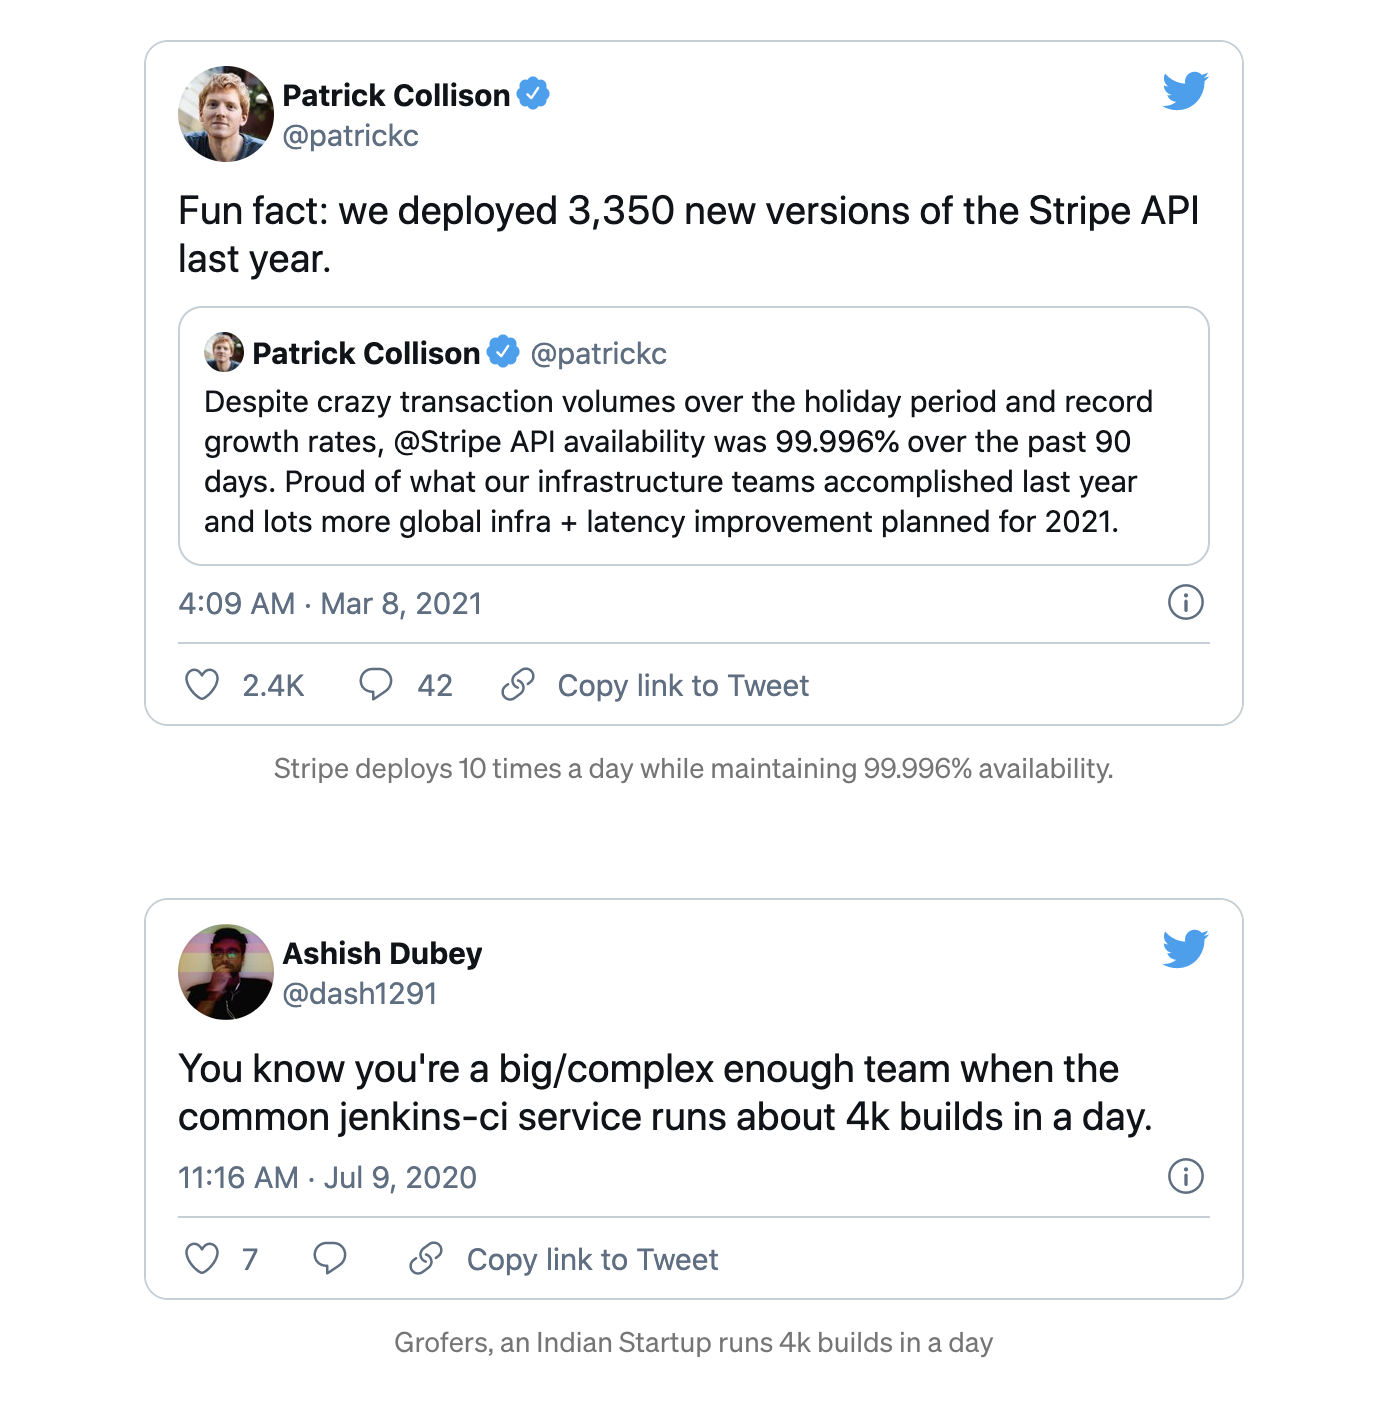 Patrick Collison
@patrickc
Fun fact: we deployed 3,350 new versions of the Stripe API
last year.
Patrick Collison @patrickc
Despite crazy transaction volumes over the holiday period and record
growth rates, @Stripe API availability was 99.996% over the past 90
days. Proud of what our infrastructure teams accomplished last year
and lots more global infra + latency improvement planned for 2021.
4:09 AM · Mar 8, 2021
2.4K 42 Copy link to Tweet
Stripe deploys 10 times a day while maintaining 99.996% availability.
Ashish Dubey
@dash1291
You know you're a big/complex enough team when the
common jenkins-ci service runs about 4k builds in a day.
11:16 AM · Jul 9, 2020
7 Copy link to Tweet
Grofers, an Indian Startup runs 4k builds in a day